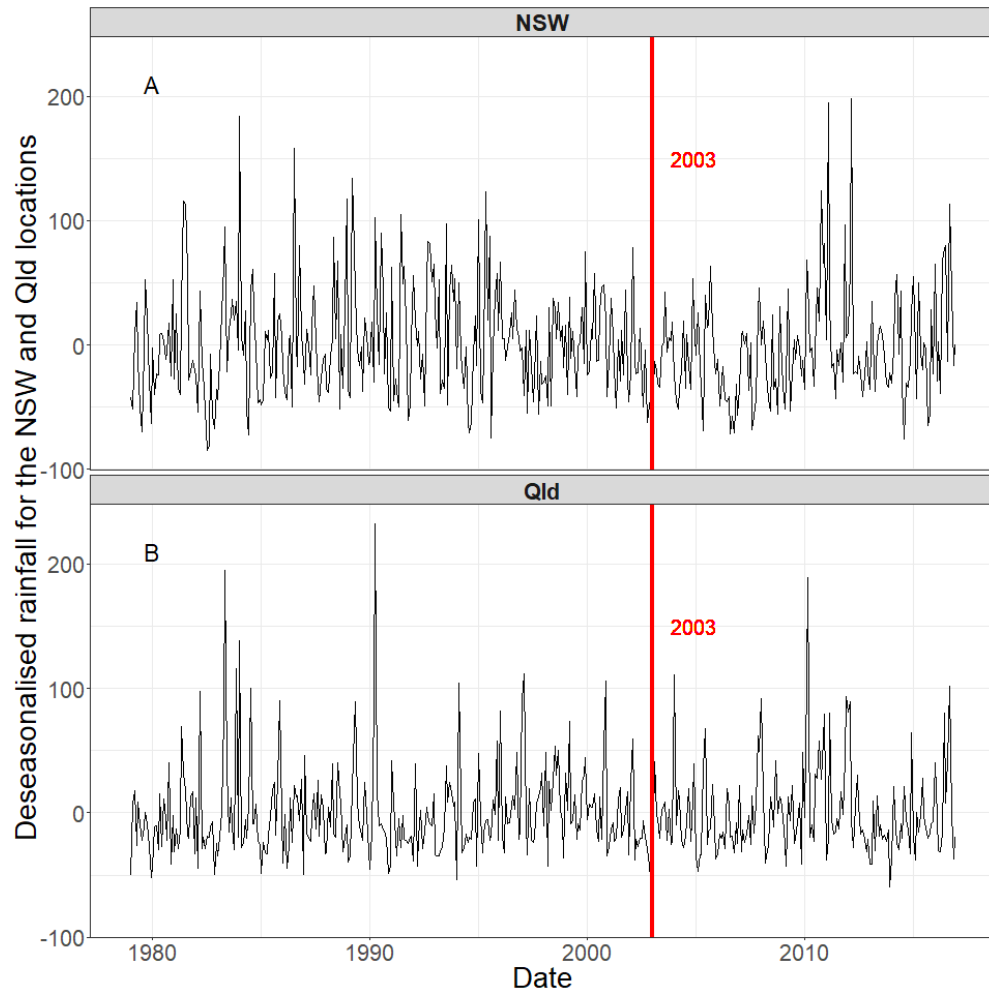 NSW
A
200
2003
100
0
-100
Qld
B
200
2003
100
0
-100
1980 1990 2000 2010
Date
Deseasonalised rainfall for the NSW and Qld locations